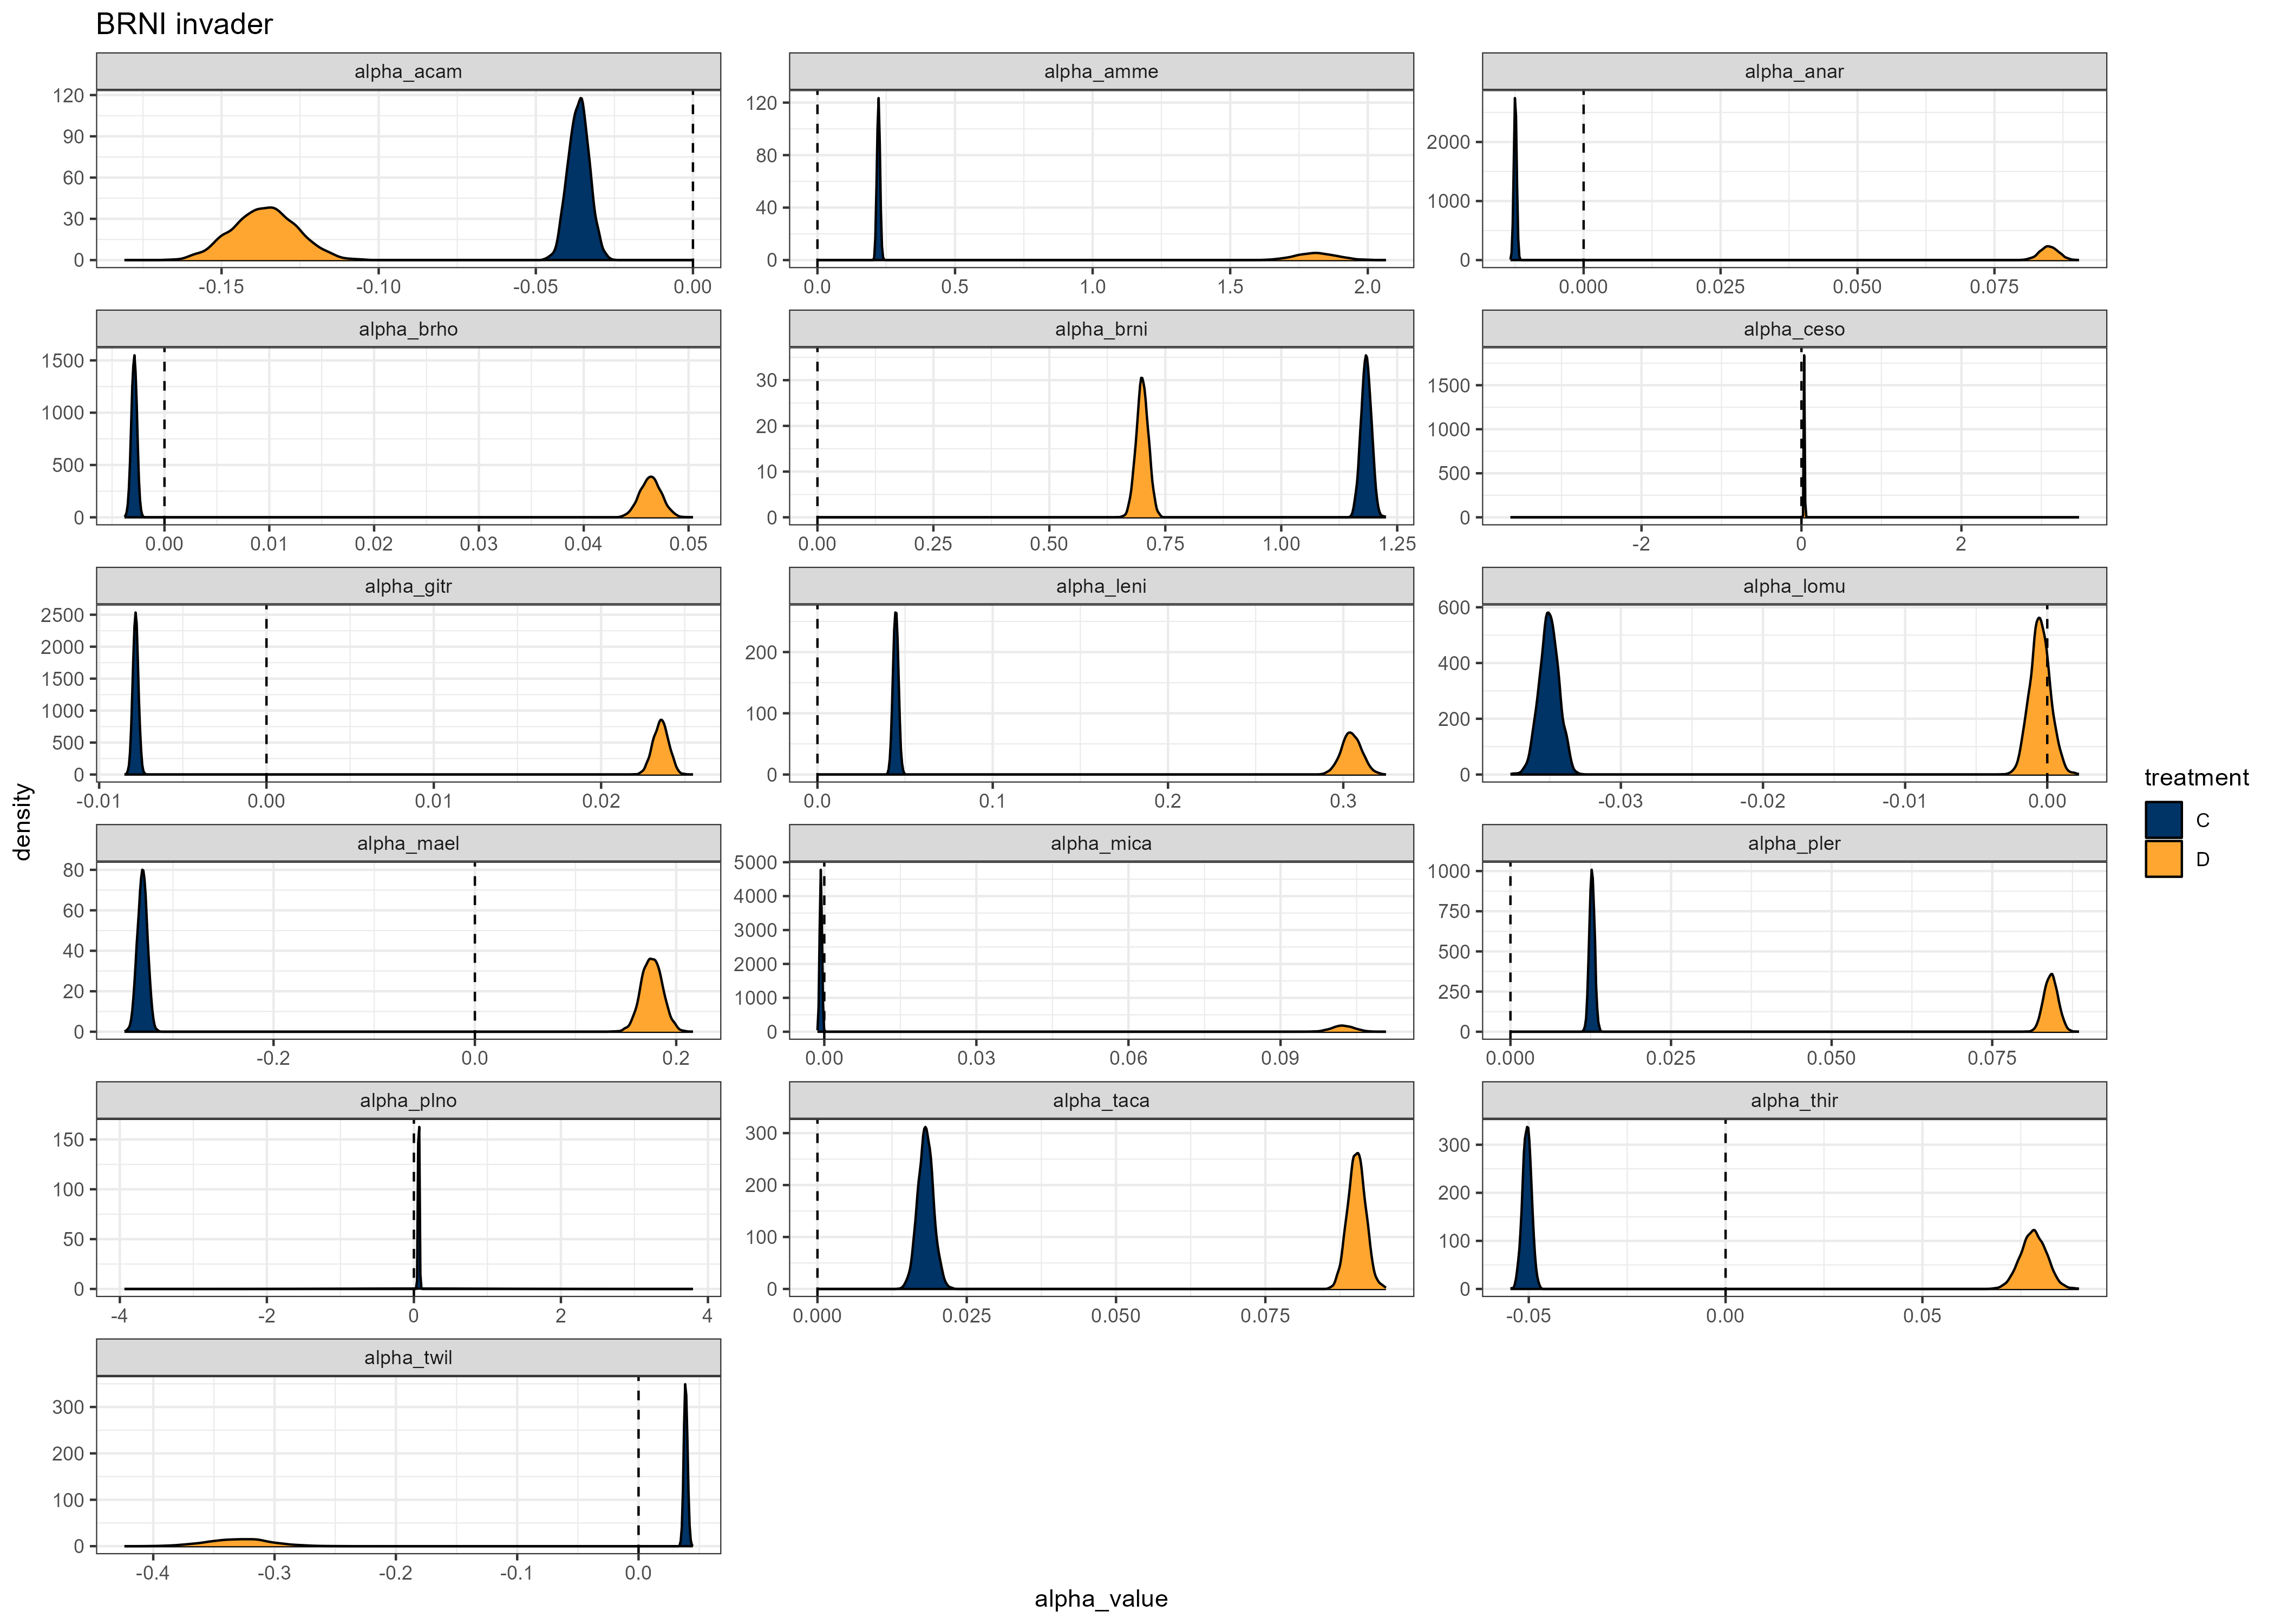 BRNI invader
alpha_acam alpha_amme alpha_anar
120
90
60
30
0
-0.15 -0.10 -0.05 0.00
120
80
40
0
0.0 0.5 1.0 1.5 2.0
2000
1000
0
0.000 0.025 0.050 0.075
alpha_brho alpha_brni alpha_ceso
1500
1000
500
0
0.00 0.01 0.02 0.03 0.04 0.05
30
20
10
0
0.00 0.25 0.50 0.75 1.00 1.25
1500
1000
500
0
-2 0 2
alpha_gitr alpha_leni alpha_lomu
2500
2000
1500
1000
500
0
-0.01 0.00 0.01 0.02
200
100
0
0.0 0.1 0.2 0.3
600
400
200
0
-0.03 -0.02 -0.01 0.00
alpha_mael alpha_mica alpha_pler
80
60
40
20
0
-0.2 0.0 0.2
5000
4000
3000
2000
1000
0
0.00 0.03 0.06 0.09
1000
750
500
250
0
0.000 0.025 0.050 0.075
alpha_plno alpha_taca alpha_thir
150
100
50
0
-4 -2 0 2 4
300
200
100
0
0.000 0.025 0.050 0.075
300
200
100
0
-0.05 0.00 0.05
alpha_twil
300
200
100
0
-0.4 -0.3 -0.2 -0.1 0.0
density
alpha_value
treatment
C
D